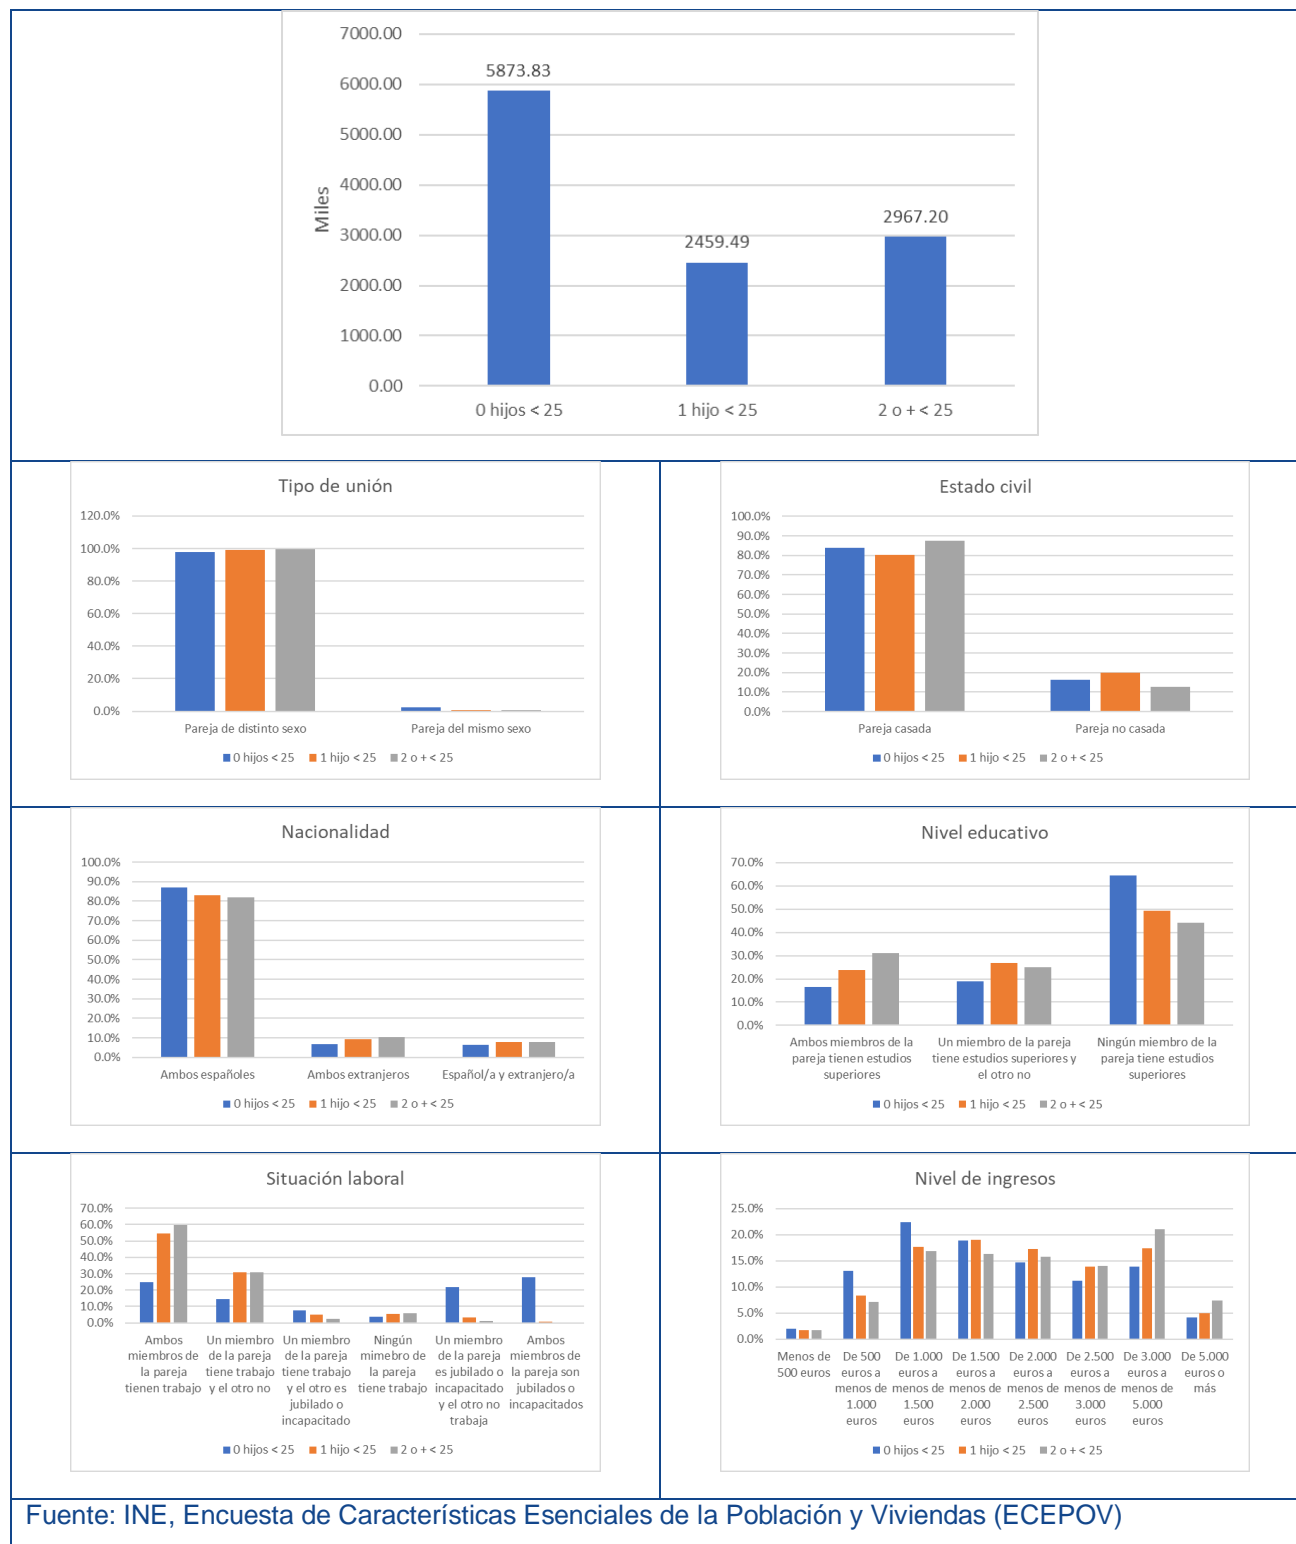 7000.00
6000.00
5000.00
4000.00
3000.00
2000.00
1000.00
0.00
Miles
5873.83
2459.49
2967.20
0 hijos < 25
1 hijo < 25
2 o + < 25
Tipo de unión
120.0%
100.0%
80.0%
60.0%
40.0%
20.0%
0.0%
Pareja de distinto sexo
Pareja del mismo sexo
0 hijos < 25 1 hijo < 25 2 o + < 25
Estado civil
100.0%
90.0%
80.0%
70.0%
60.0%
50.0%
40.0%
30.0%
20.0%
10.0%
0.0%
Pareja casada
Pareja no casada
0 hijos < 25 1 hijo < 25 2 o + < 25
Nacionalidad
100.0%
90.0%
80.0%
70.0%
60.0%
50.0%
40.0%
30.0%
20.0%
10.0%
0.0%
Ambos españoles
Ambos extranjeros
Español/a y extranjero/a
0 hijos < 25 1 hijo < 25 2 o + < 25
Nivel educativo
70.0%
60.0%
50.0%
40.0%
30.0%
20.0%
10.0%
0.0%
Ambos miembros de la
pareja tienen estudios
superiores
Un miembro de la pareja
tiene estudios superiores y
el otro no
Ningún miembro de la
pareja tiene estudios
superiores
0 hijos < 25 1 hijo < 25 2 o + < 25
Situación laboral
70.0%
60.0%
50.0%
40.0%
30.0%
20.0%
10.0%
0.0%
Ambos
miembros de
la pareja
tienen trabajo
Un miembro
de la pareja
tiene trabajo
y el otro no
Un miembro
de la pareja
tiene trabajo
y el otro es
jubilado o
incapacitado
Ningún
mimebro de
la pareja
tiene trabajo
Un miembro
de la pareja
es jubilado o
incapacitado
y el otro no
trabaja
Ambos
miembros de
la pareja son
jubilados o
incapacitados
0 hijos < 25 1 hijo < 25 2 o + < 25
Nivel de ingresos
25.0%
20.0%
15.0%
10.0%
5.0%
0.0%
Menos de
500 euros
De 500
euros a
menos de
1.000
euros
De 1.000
euros a
menos de
1.500
euros
De 1.500
euros a
menos de
2.000
euros
De 2.000
euros a
menos de
2.500
euros
De 2.500
euros a
menos de
3.000
euros
De 3.000
euros a
menos de
5.000
euros
De 5.000
euros o
más
0 hijos < 25 1 hijo < 25 2 o + < 25
Fuente: INE, Encuesta de Características Esenciales de la Población y Viviendas (ECEPOV)